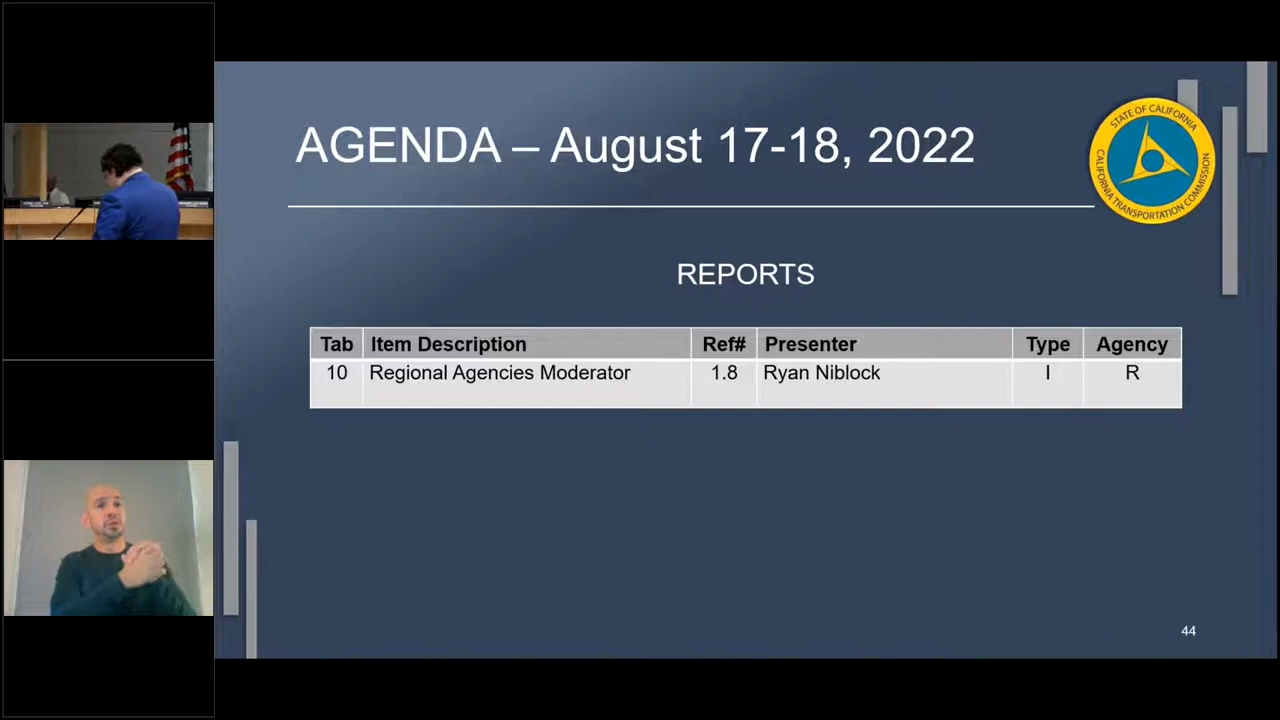 AGENDA – August 17-18, 2022
STATE OF CALIFORNIA
CALIFORNIA TRANSPORTATION COMMISSION
REPORTS
Tab Item Description Ref# Presenter Type Agency
10 Regional Agencies Moderator 1.8 Ryan Niblock I R
44